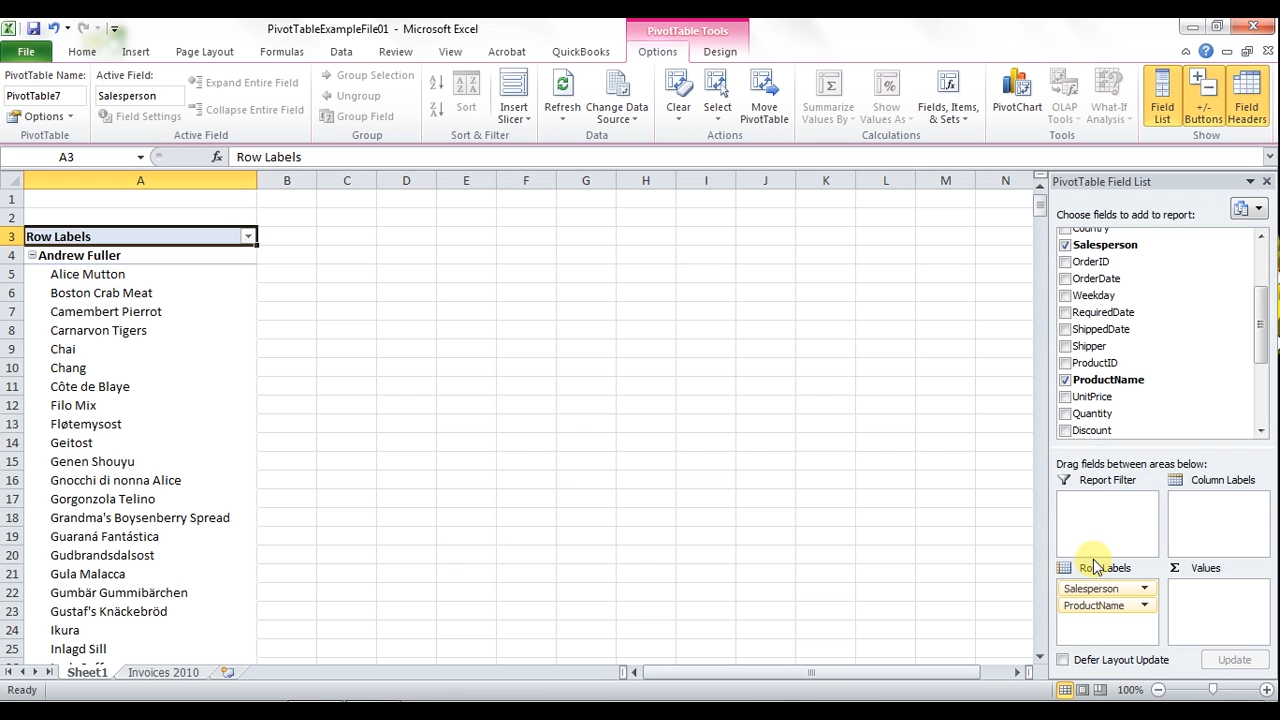 PivotTableExampleFile01 - Microsoft Excel
PivotTable Tools
File Home Insert Page Layout Formulas Data Review View Acrobat QuickBooks Options Design
PivotTable Name:
PivotTable7
Options
PivotTable
Active Field:
Salesperson
Field Settings
Expand Entire Field
Collapse Entire Field
Active Field
Group Selection
Ungroup
Group Field
Group
Sort
Insert
Slicer
Sort & Filter
Refresh
Change Data
Source
Data
Clear
Select
Move
PivotTable
Actions
Summarize
Values By
Show
Values As
Fields, Items,
& Sets
Calculations
PivotChart
OLAP
Tools
What-If
Analysis
Tools
Field
List
+/-
Buttons
Field
Headers
Show
A3 fx Row Labels
A B C D E F G H I J K L M N
1
2
3 Row Labels
4 Andrew Fuller
5 Alice Mutton
6 Boston Crab Meat
7 Camembert Pierrot
8 Carnarvon Tigers
9 Chai
10 Chang
11 Côte de Blaye
12 Filo Mix
13 Fløtemysost
14 Geitost
15 Genen Shouyu
16 Gnocchi di nonna Alice
17 Gorgonzola Telino
18 Grandma's Boysenberry Spread
19 Guaraná Fantástica
20 Gudbrandsdalsost
21 Gula Malacca
22 Gumbär Gummibärchen
23 Gustaf's Knäckebröd
24 Ikura
25 Inlagd Sill
PivotTable Field List
Choose fields to add to report:
Country
Salesperson
OrderID
OrderDate
Weekday
RequiredDate
ShippedDate
Shipper
ProductID
ProductName
UnitPrice
Quantity
Discount
Drag fields between areas below:
Report Filter
Column Labels
Row Labels
Σ Values
Salesperson
ProductName
Defer Layout Update
Update
Sheet1 Invoices 2010
Ready
100%